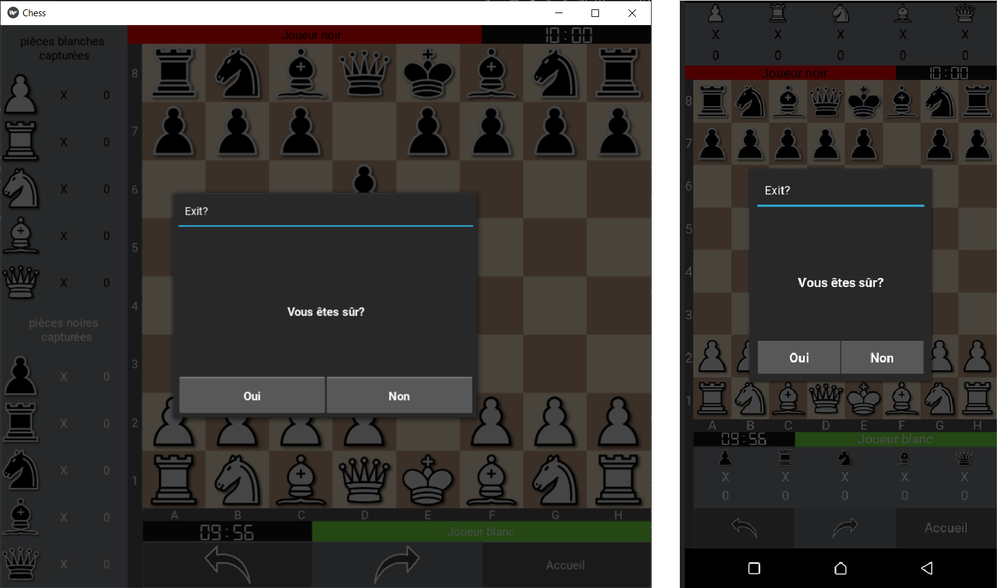 Chess
pièces blanches
capturées
X 0
X 0
X 0
X 0
X 0
pièces noires
capturées
X 0
X 0
X 0
X 0
X 0
Joueur noir
10:00
8
7
6
5
4
3
2
1
Exit?
Vous êtes sûr?
Oui Non
A B C D E F G H
09:56
Joueur blanc
Accueil
X X X X X
0 0 0 0 0
Joueur noir
10:00
8
7
6
5
4
3
2
1
Exit?
Vous êtes sûr?
Oui Non
A B C D E F G H
09:56
Joueur blanc
X X X X X
0 0 0 0 0
Accueil